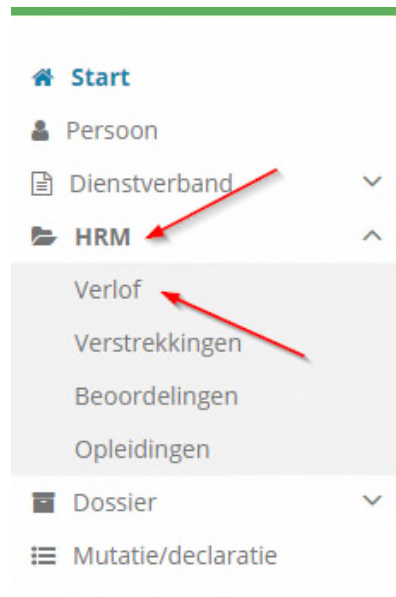 Start
Persoon
Dienstverband
HRM
Verlof
Verstrekkingen
Beoordelingen
Opleidingen
Dossier
Mutatie/declaratie